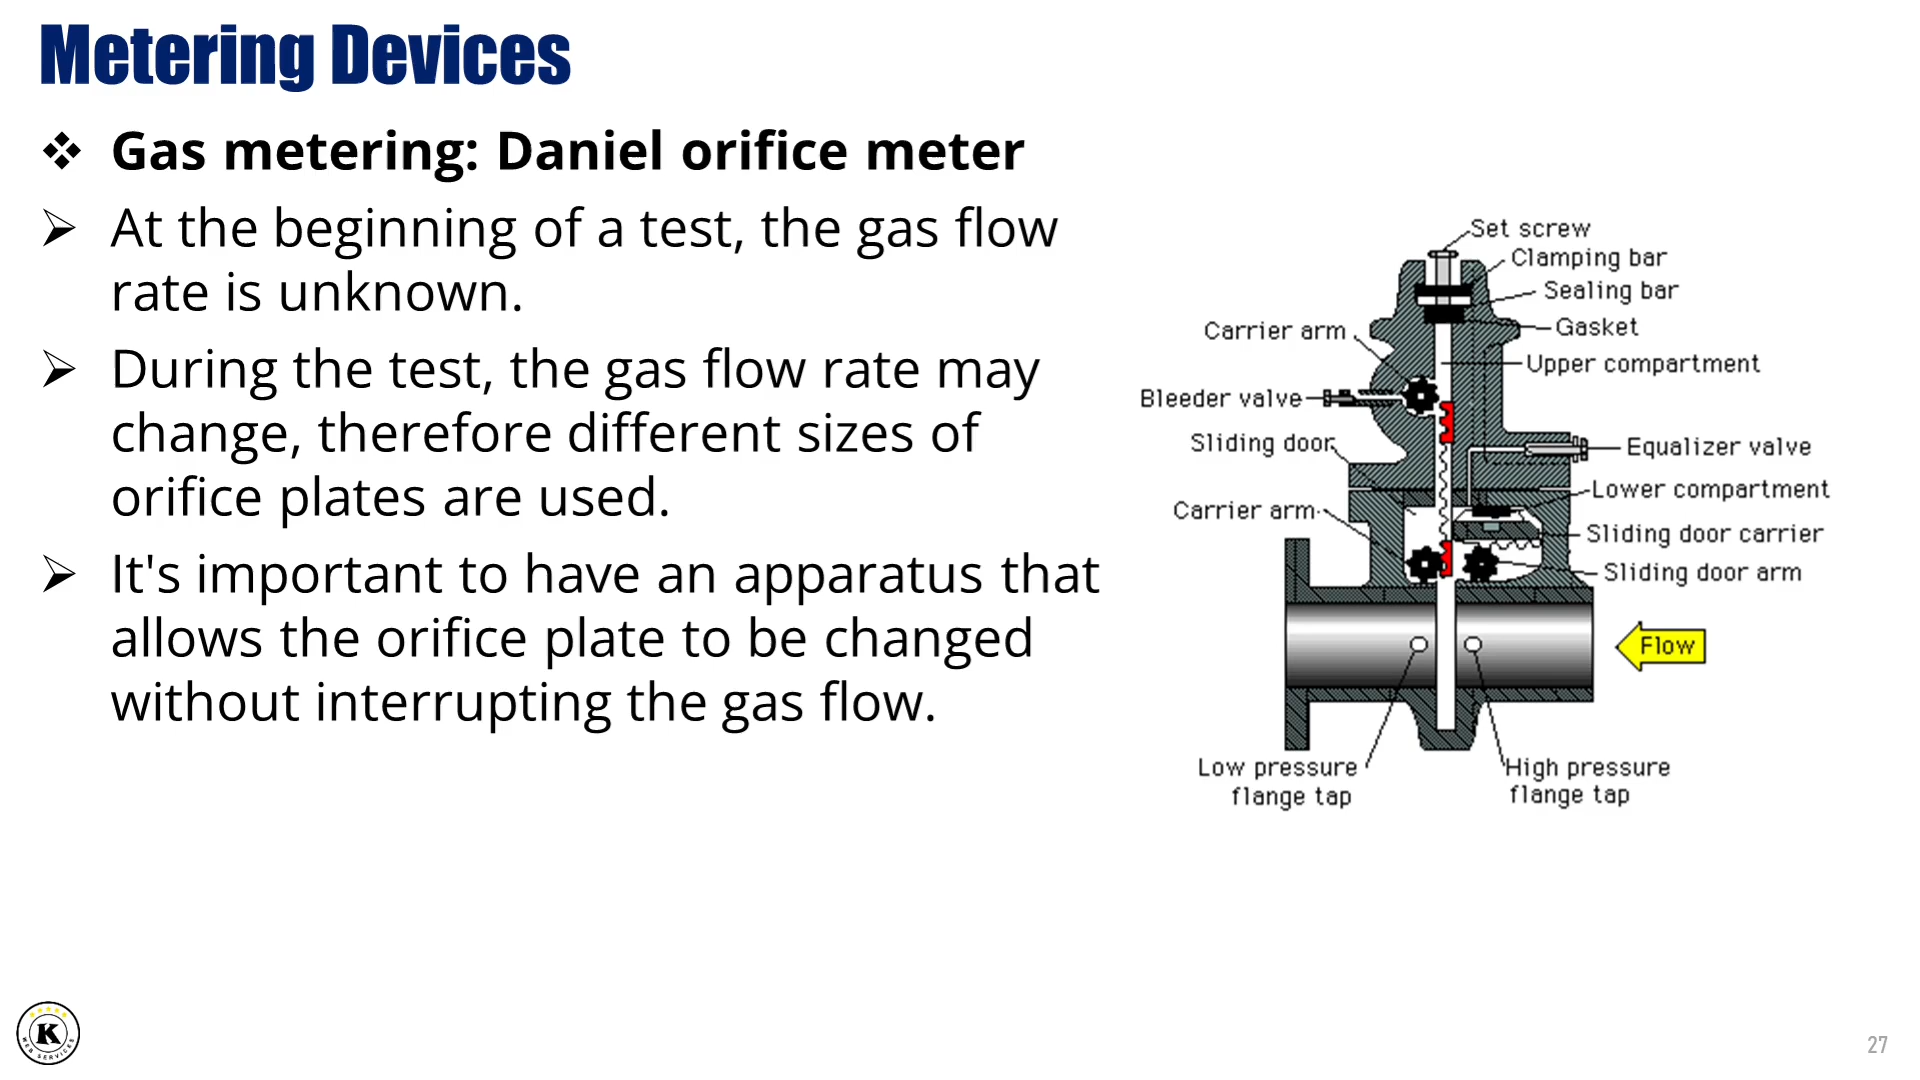 Metering Devices
Gas metering: Daniel orifice meter
At the beginning of a test, the gas flow
rate is unknown.
During the test, the gas flow rate may
change, therefore different sizes of
orifice plates are used.
It's important to have an apparatus that
allows the orifice plate to be changed
without interrupting the gas flow.
Set screw
Clamping bar
Sealing bar
Gasket
Carrier arm
Upper compartment
Bleeder valve
Sliding door
Equalizer valve
Lower compartment
Carrier arm
Sliding door carrier
Sliding door arm
Flow
Low pressure
flange tap
High pressure
flange tap
K
WEB SERVICES
27